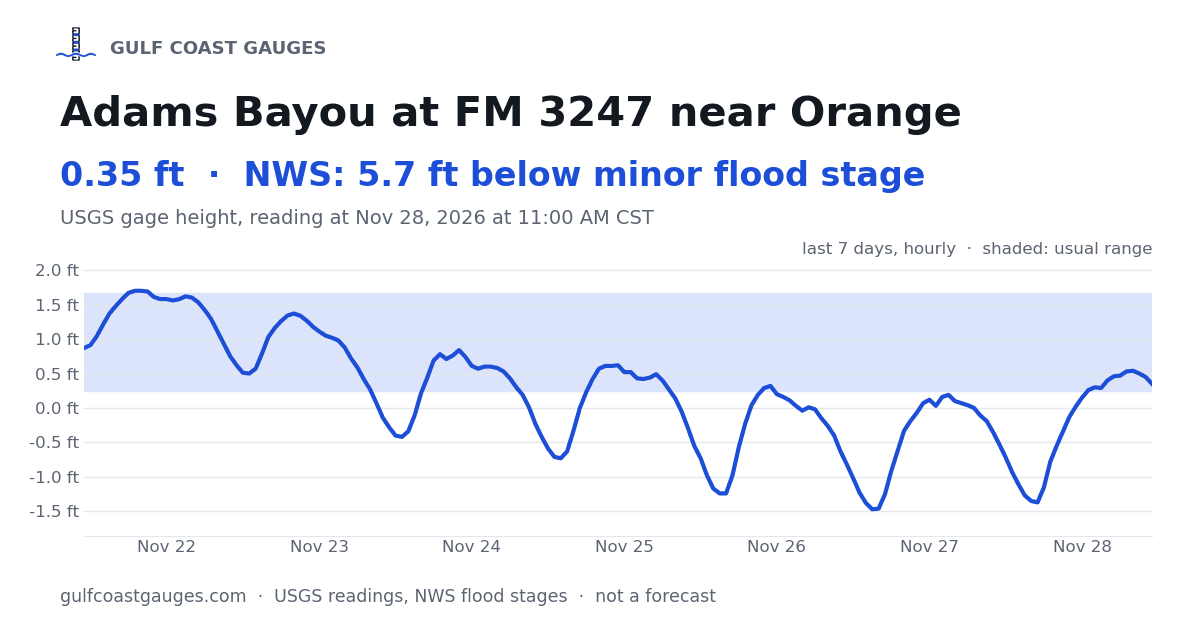 GULF COAST GAUGES
Adams Bayou at FM 3247 near Orange
0.35 ft · NWS: 5.7 ft below minor flood stage
USGS gage height, reading at Nov 28, 2026 at 11:00 AM CST
last 7 days, hourly · shaded: usual range
2.0 ft
1.5 ft
1.0 ft
0.5 ft
0.0 ft
-0.5 ft
-1.0 ft
-1.5 ft
Nov 22 Nov 23 Nov 24 Nov 25 Nov 26 Nov 27 Nov 28
gulfcoastgauges.com · USGS readings, NWS flood stages · not a forecast